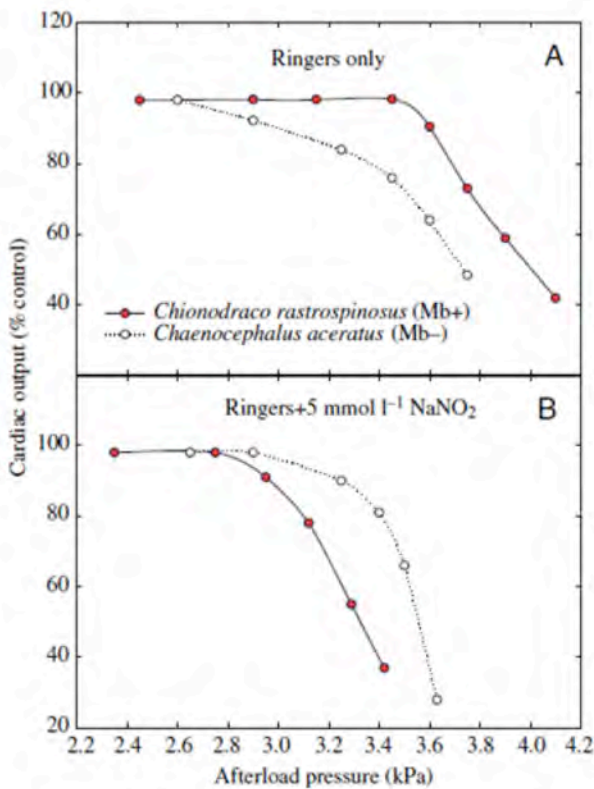 120
Ringers only
A
100
80
60
40
Chionodraco rastrospinosus (Mb+)
Chaenocephalus aceratus (Mb–)
Cardiac output (% control)
Ringers+5 mmol l⁻¹ NaNO₂
B
100
80
60
40
20
2.2 2.4 2.6 2.8 3.0 3.2 3.4 3.6 3.8 4.0 4.2
Afterload pressure (kPa)